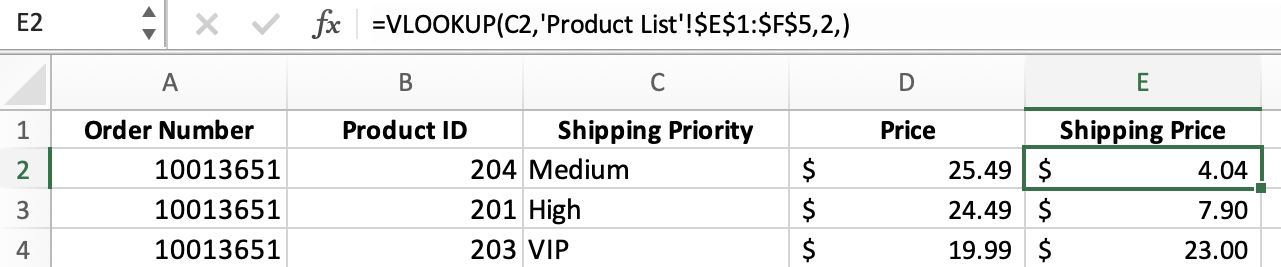 E2 fx =VLOOKUP(C2,'Product List'!$E$1:$F$5,2,)
A B C D E
1 Order Number Product ID Shipping Priority Price Shipping Price
2 10013651 204 Medium $ 25.49 $ 4.04
3 10013651 201 High $ 24.49 $ 7.90
4 10013651 203 VIP $ 19.99 $ 23.00